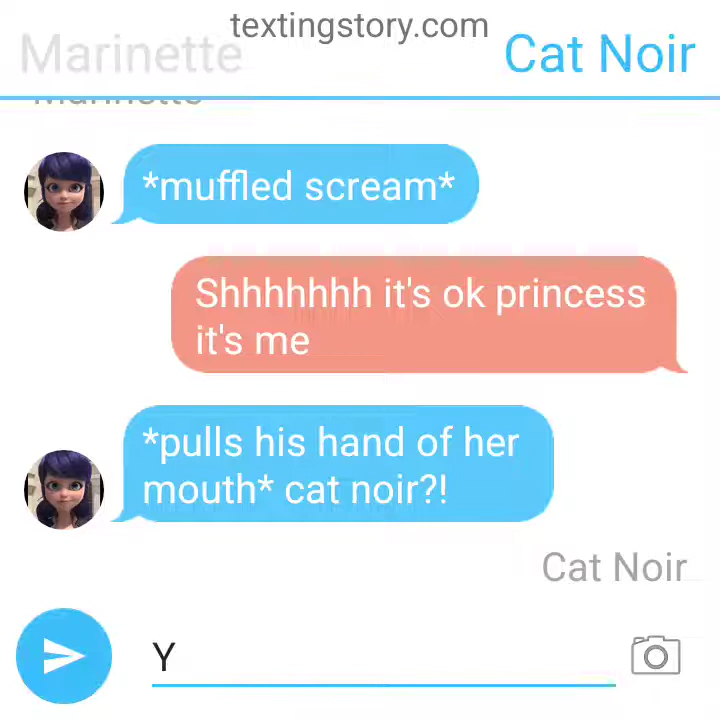 textingstory.com
Marinette
Cat Noir
*muffled scream*
Shhhhhhh it's ok princess
it's me
*pulls his hand of her
mouth* cat noir?!
Cat Noir
Y